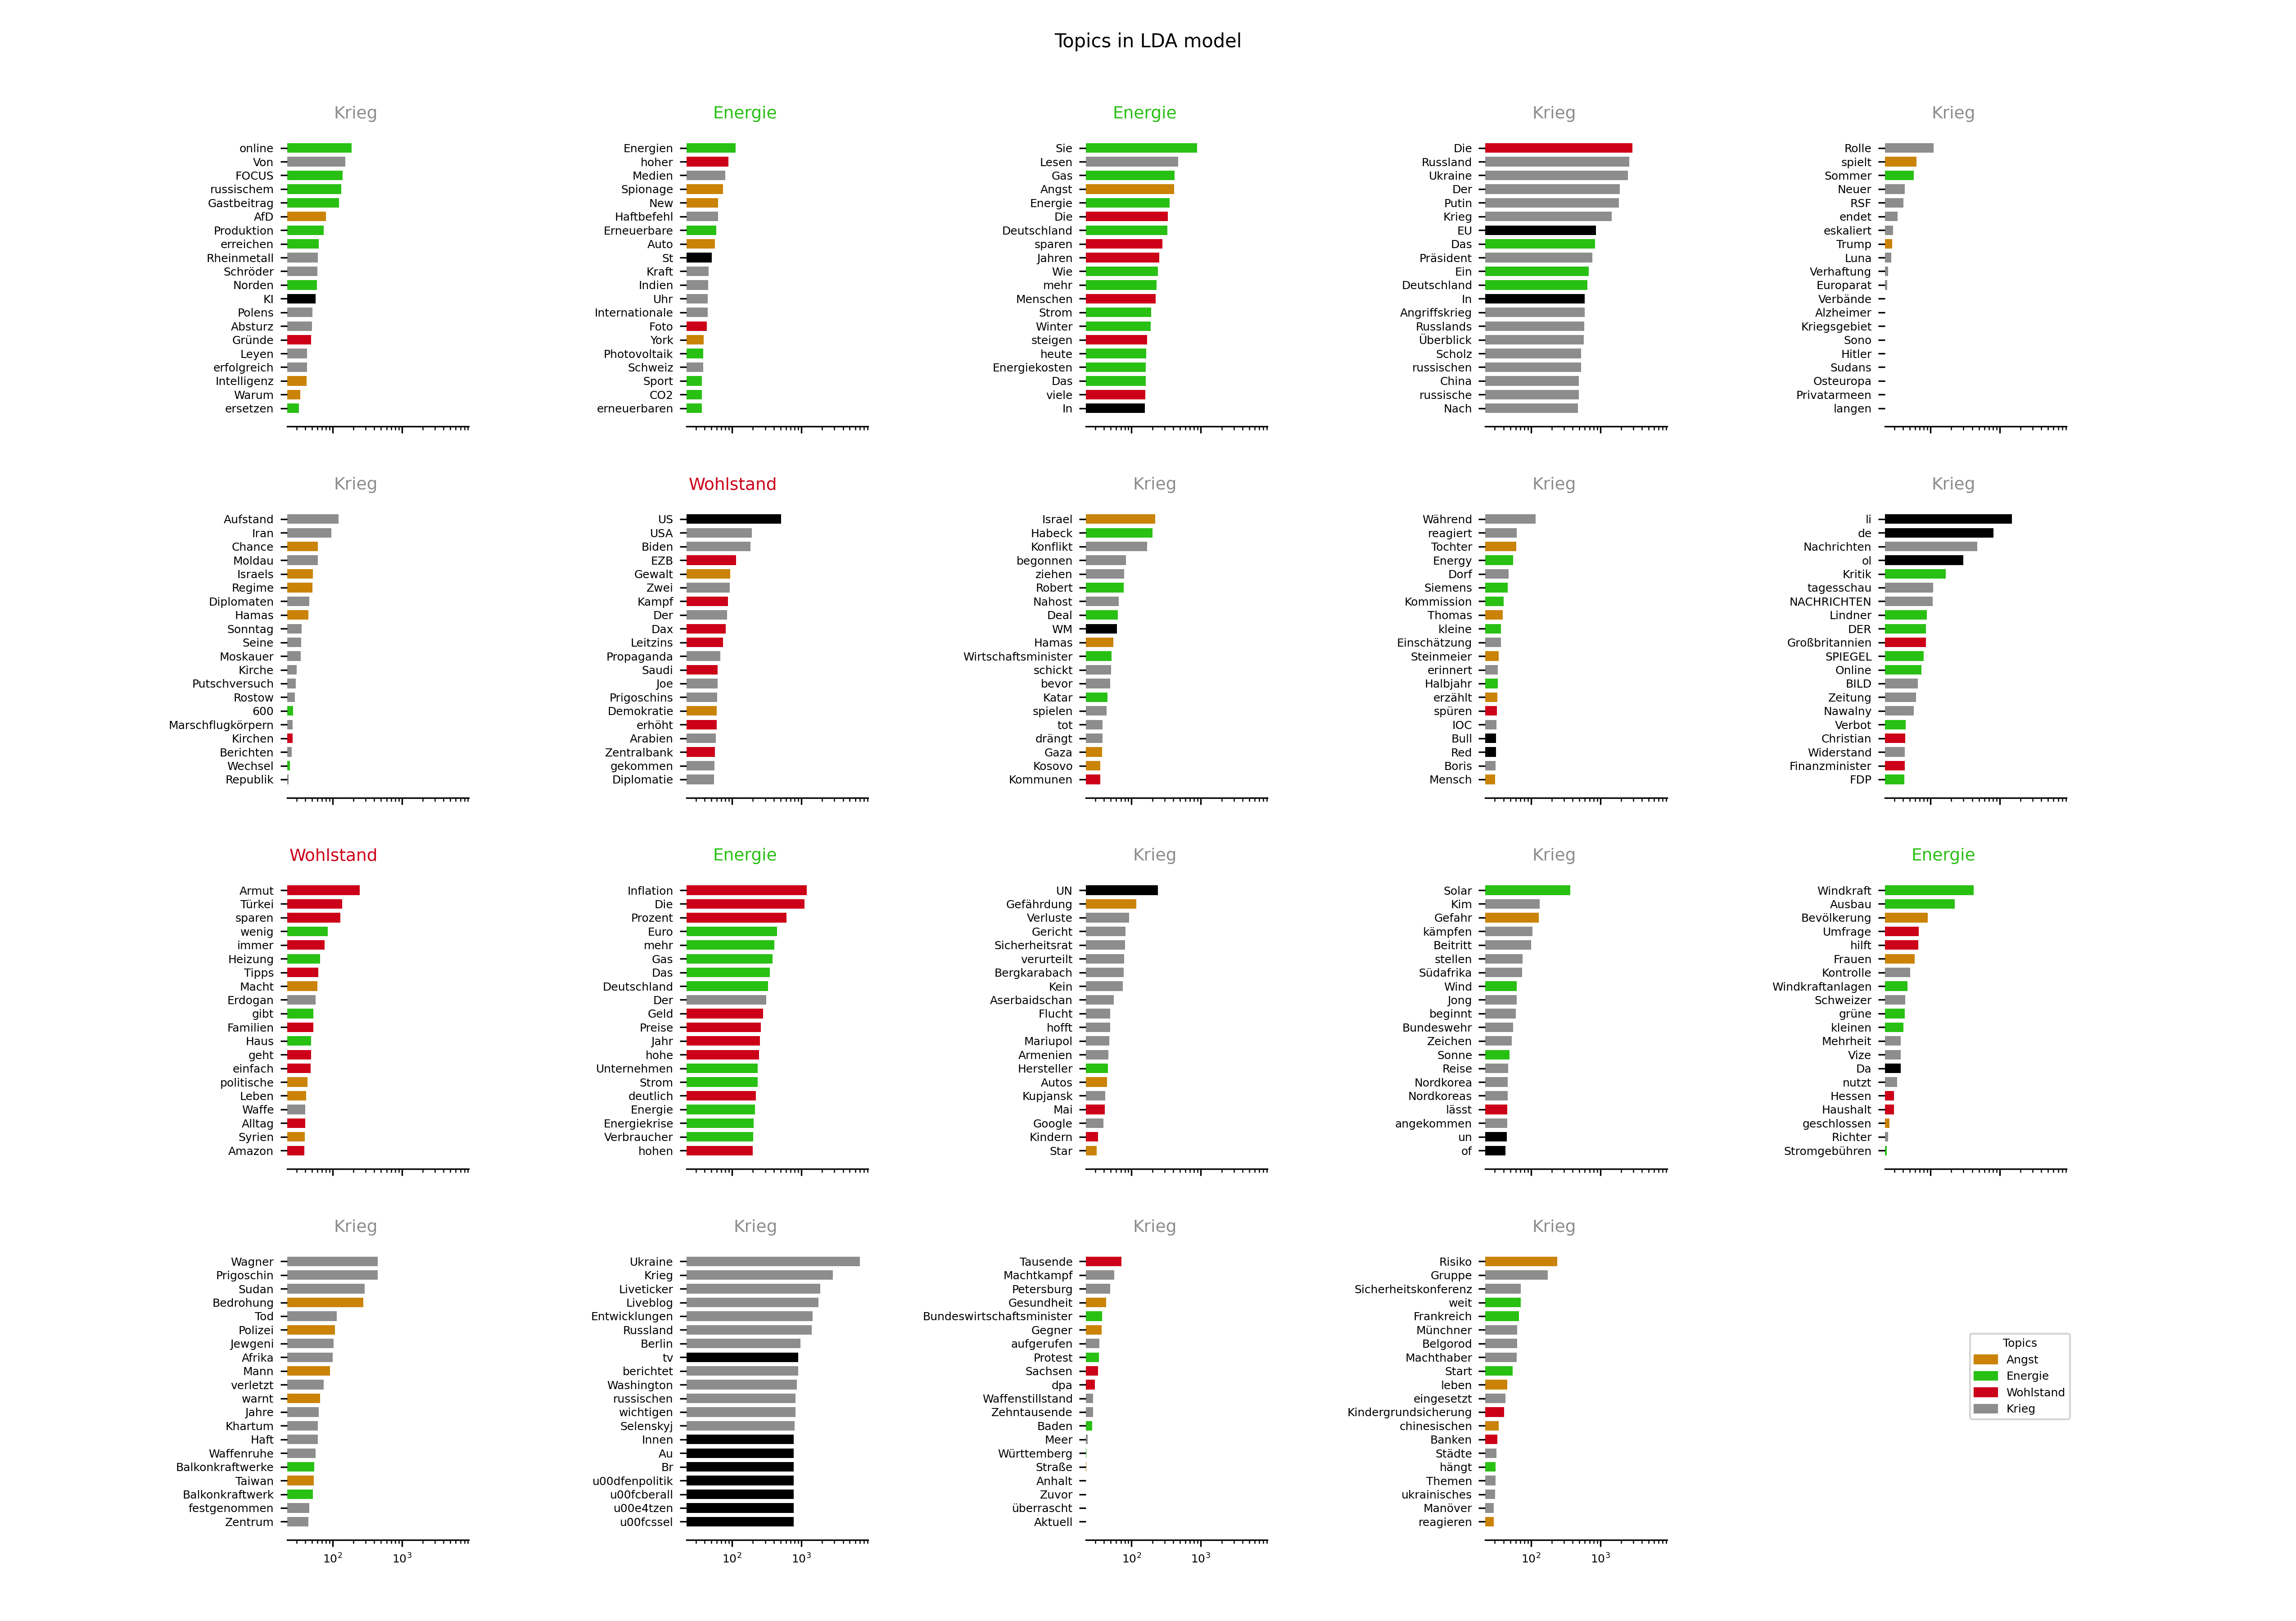 Topics in LDA model
Krieg
online
Von
FOCUS
russischem
Gastbeitrag
AfD
Produktion
erreichen
Rheinmetall
Schröder
Norden
KI
Polens
Absturz
Gründe
Leyen
erfolgreich
Intelligenz
Warum
ersetzen
Energie
Energien
hoher
Medien
Spionage
New
Haftbefehl
Erneuerbare
Auto
St
Kraft
Indien
Uhr
Internationale
Foto
York
Photovoltaik
Schweiz
Sport
CO2
erneuerbaren
Energie
Sie
Lesen
Gas
Angst
Energie
Die
Deutschland
sparen
Jahren
Wie
mehr
Menschen
Strom
Winter
steigen
heute
Energiekosten
Das
viele
In
Krieg
Die
Russland
Ukraine
Der
Putin
Krieg
EU
Das
Präsident
Ein
Deutschland
In
Angriffskrieg
Russlands
Überblick
Scholz
russischen
China
russische
Nach
Krieg
Rolle
spielt
Sommer
Neuer
RSF
endet
eskaliert
Trump
Luna
Verhaftung
Europarat
Verbände
Alzheimer
Kriegsgebiet
Sono
Hitler
Sudans
Osteuropa
Privatarmeen
langen
Krieg
Aufstand
Iran
Chance
Moldau
Israels
Regime
Diplomaten
Hamas
Sonntag
Seine
Moskauer
Kirche
Putschversuch
Rostow
600
Marschflugkörpern
Kirchen
Berichten
Wechsel
Republik
Wohlstand
US
USA
Biden
EZB
Gewalt
Zwei
Kampf
Der
Dax
Leitzins
Propaganda
Saudi
Joe
Prigoschins
Demokratie
erhöht
Arabien
Zentralbank
gekommen
Diplomatie
Krieg
Israel
Habeck
Konflikt
begonnen
ziehen
Robert
Nahost
Deal
WM
Hamas
Wirtschaftsminister
schickt
bevor
Katar
spielen
tot
drängt
Gaza
Kosovo
Kommunen
Krieg
Während
reagiert
Tochter
Energy
Dorf
Siemens
Kommission
Thomas
kleine
Einschätzung
Steinmeier
erinnert
Halbjahr
erzählt
spüren
IOC
Bull
Red
Boris
Mensch
Krieg
li
de
Nachrichten
ol
Kritik
tagesschau
NACHRICHTEN
Lindner
DER
Großbritannien
SPIEGEL
Online
BILD
Zeitung
Nawalny
Verbot
Christian
Widerstand
Finanzminister
FDP
Wohlstand
Armut
Türkei
sparen
wenig
immer
Heizung
Tipps
Macht
Erdogan
gibt
Familien
Haus
geht
einfach
politische
Leben
Waffe
Alltag
Syrien
Amazon
Energie
Inflation
Die
Prozent
Euro
mehr
Gas
Das
Deutschland
Der
Geld
Preise
Jahr
hohe
Unternehmen
Strom
deutlich
Energie
Energiekrise
Verbraucher
hohen
Krieg
UN
Gefährdung
Verluste
Gericht
Sicherheitsrat
verurteilt
Bergkarabach
Kein
Aserbaidschan
Flucht
hofft
Mariupol
Armenien
Hersteller
Autos
Kupjansk
Mai
Google
Kindern
Star
Krieg
Solar
Kim
Gefahr
kämpfen
Beitritt
stellen
Südafrika
Wind
Jong
beginnt
Bundeswehr
Zeichen
Sonne
Reise
Nordkorea
Nordkoreas
lässt
angekommen
un
of
Energie
Windkraft
Ausbau
Bevölkerung
Umfrage
hilft
Frauen
Kontrolle
Windkraftanlagen
Schweizer
grüne
kleinen
Mehrheit
Vize
Da
nutzt
Hessen
Haushalt
geschlossen
Richter
Stromgebühren
Krieg
Wagner
Prigoschin
Sudan
Bedrohung
Tod
Polizei
Jewgeni
Afrika
Mann
verletzt
warnt
Jahre
Khartum
Haft
Waffenruhe
Balkonkraftwerke
Taiwan
Balkonkraftwerk
festgenommen
Zentrum
10² 10³
Krieg
Ukraine
Krieg
Liveticker
Liveblog
Entwicklungen
Russland
Berlin
tv
berichtet
Washington
russischen
wichtigen
Selenskyj
Innen
Au
Br
u00dfenpolitik
u00fcberall
u00e4tzen
u00fcssel
10² 10³
Krieg
Tausende
Machtkampf
Petersburg
Gesundheit
Bundeswirtschaftsminister
Gegner
aufgerufen
Protest
Sachsen
dpa
Waffenstillstand
Zehntausende
Baden
Meer
Württemberg
Straße
Anhalt
Zuvor
überrascht
Aktuell
10² 10³
Krieg
Risiko
Gruppe
Sicherheitskonferenz
weit
Frankreich
Münchner
Belgorod
Machthaber
Start
leben
eingesetzt
Kindergrundsicherung
chinesischen
Banken
Städte
hängt
Themen
ukrainisches
Manöver
reagieren
10² 10³
Topics
Angst
Energie
Wohlstand
Krieg